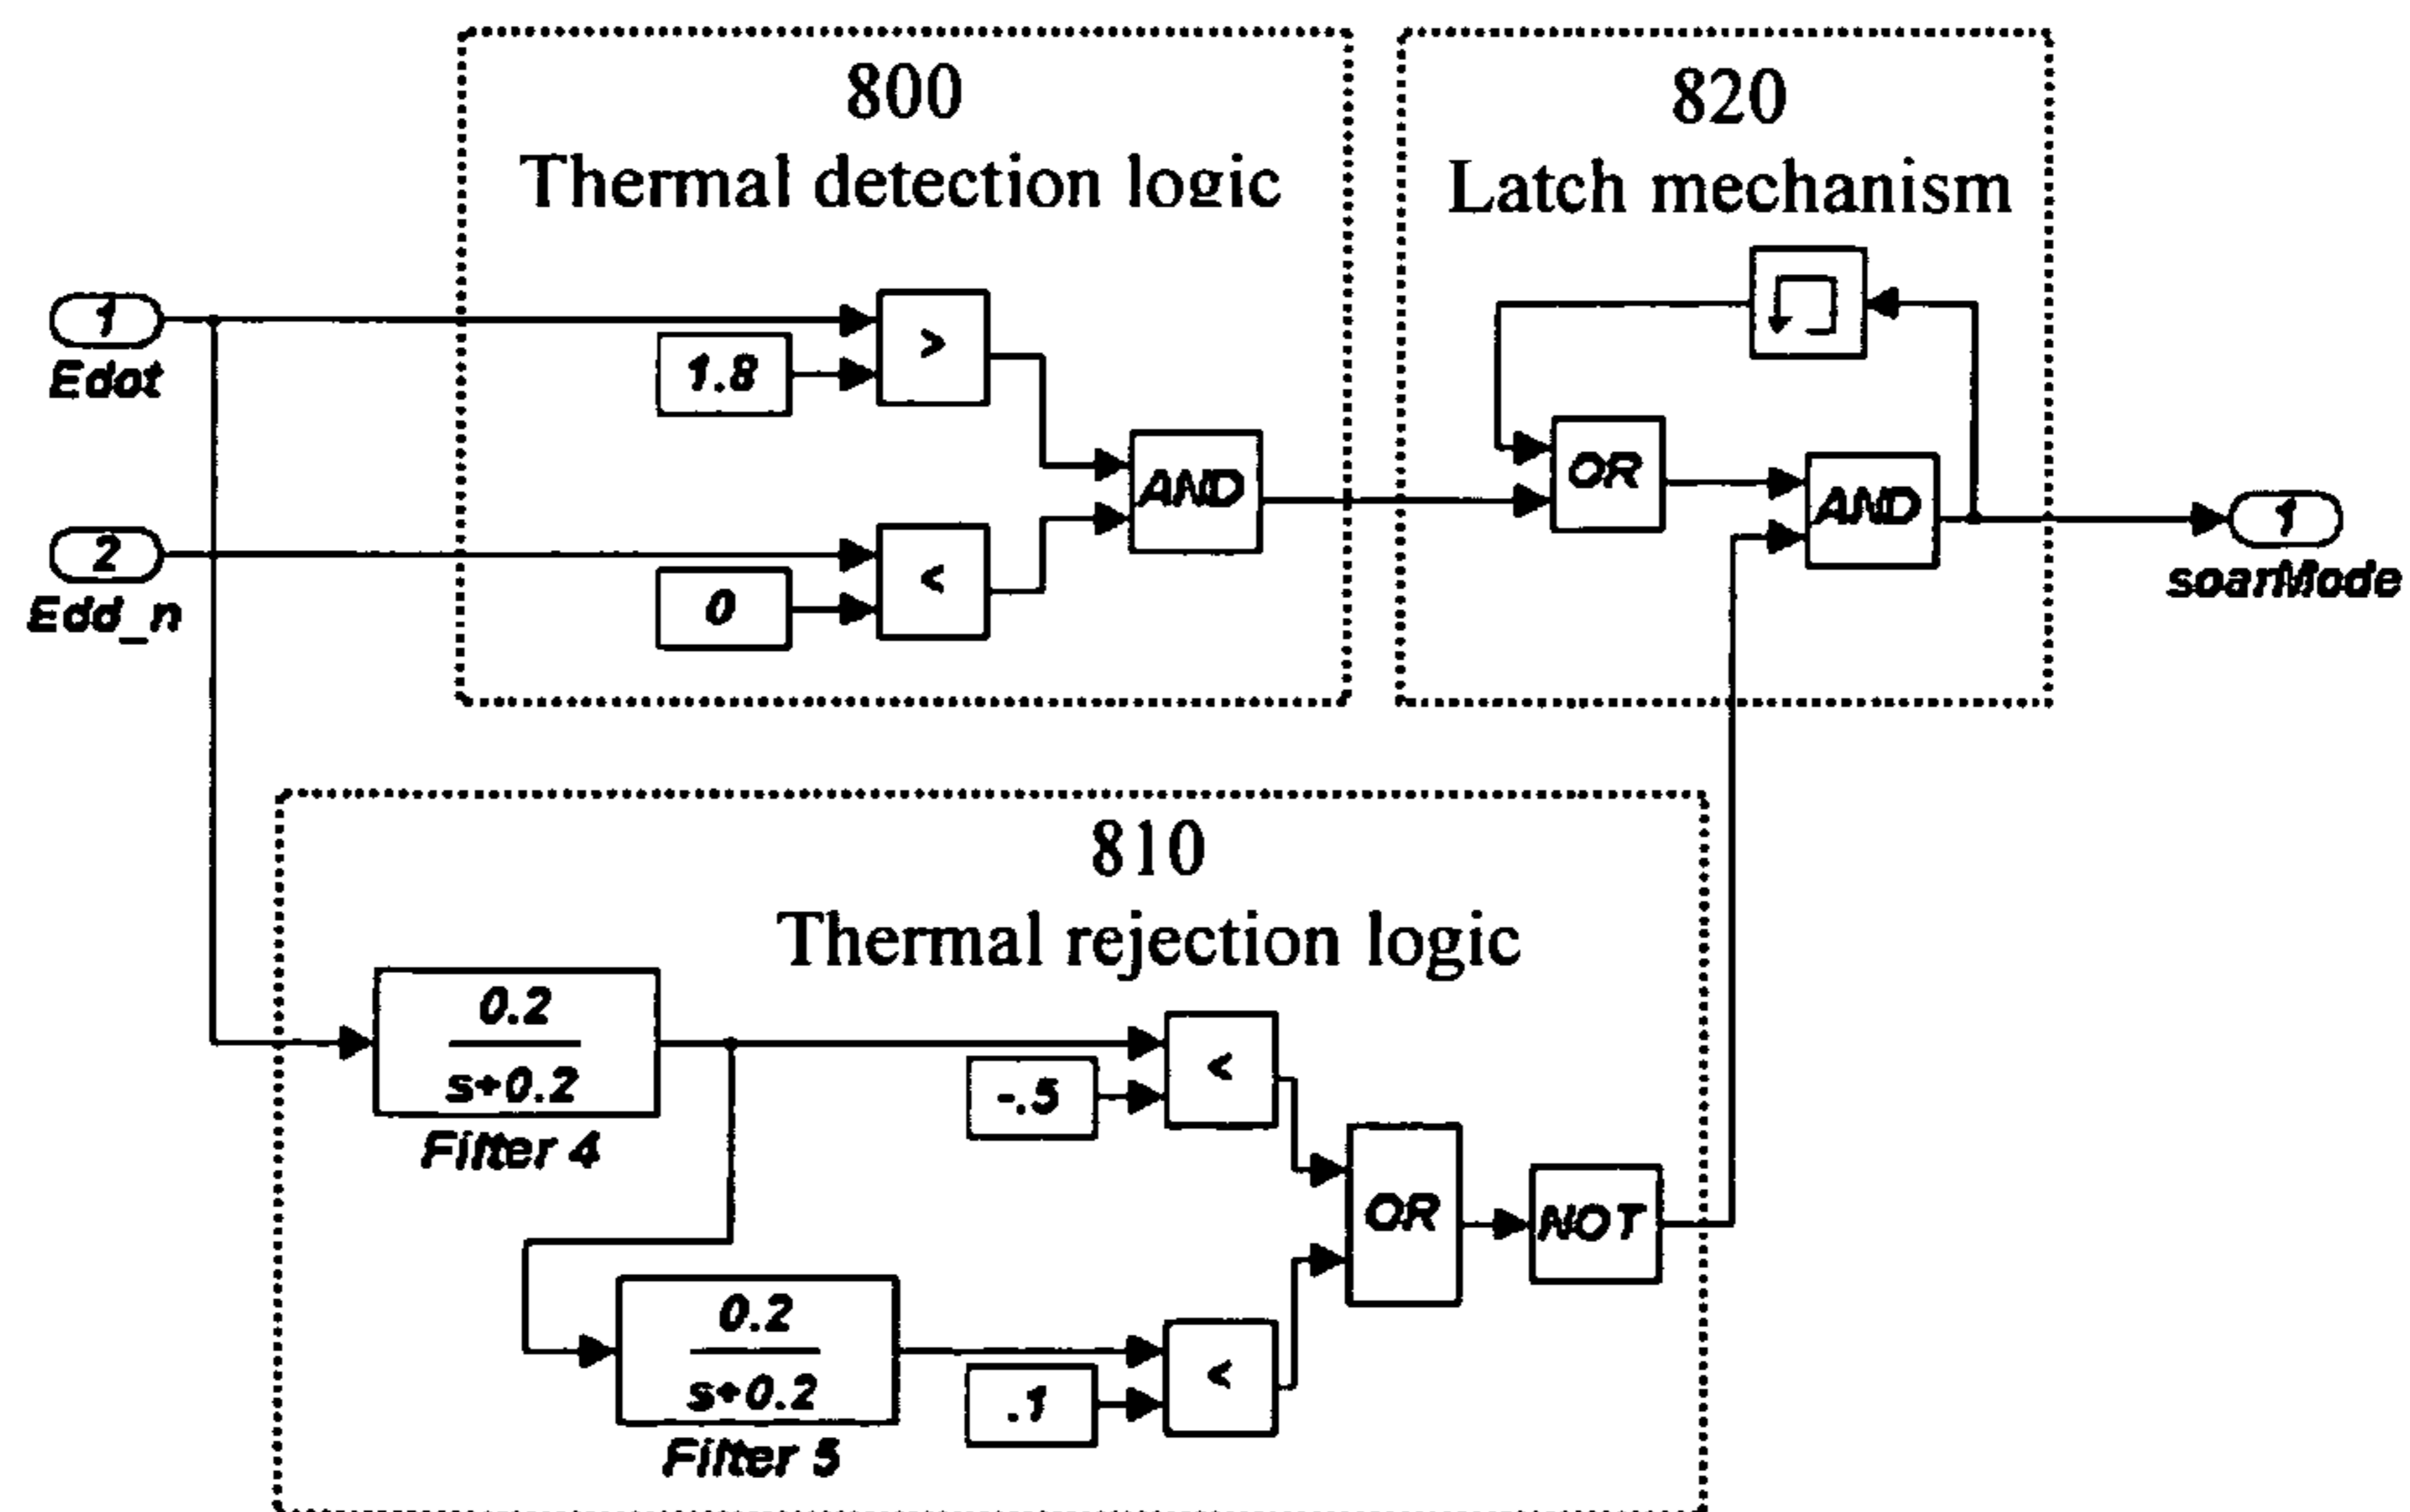 800
Thermal detection logic
820
Latch mechanism
1
Edot
1.8
>
AND
OR
AND
1
soarMode
2
Edd_n
0
<
810
Thermal rejection logic
0.2
s+0.2
Filter 4
-.5
<
OR
NOT
0.2
s+0.2
Filter 5
.1
<